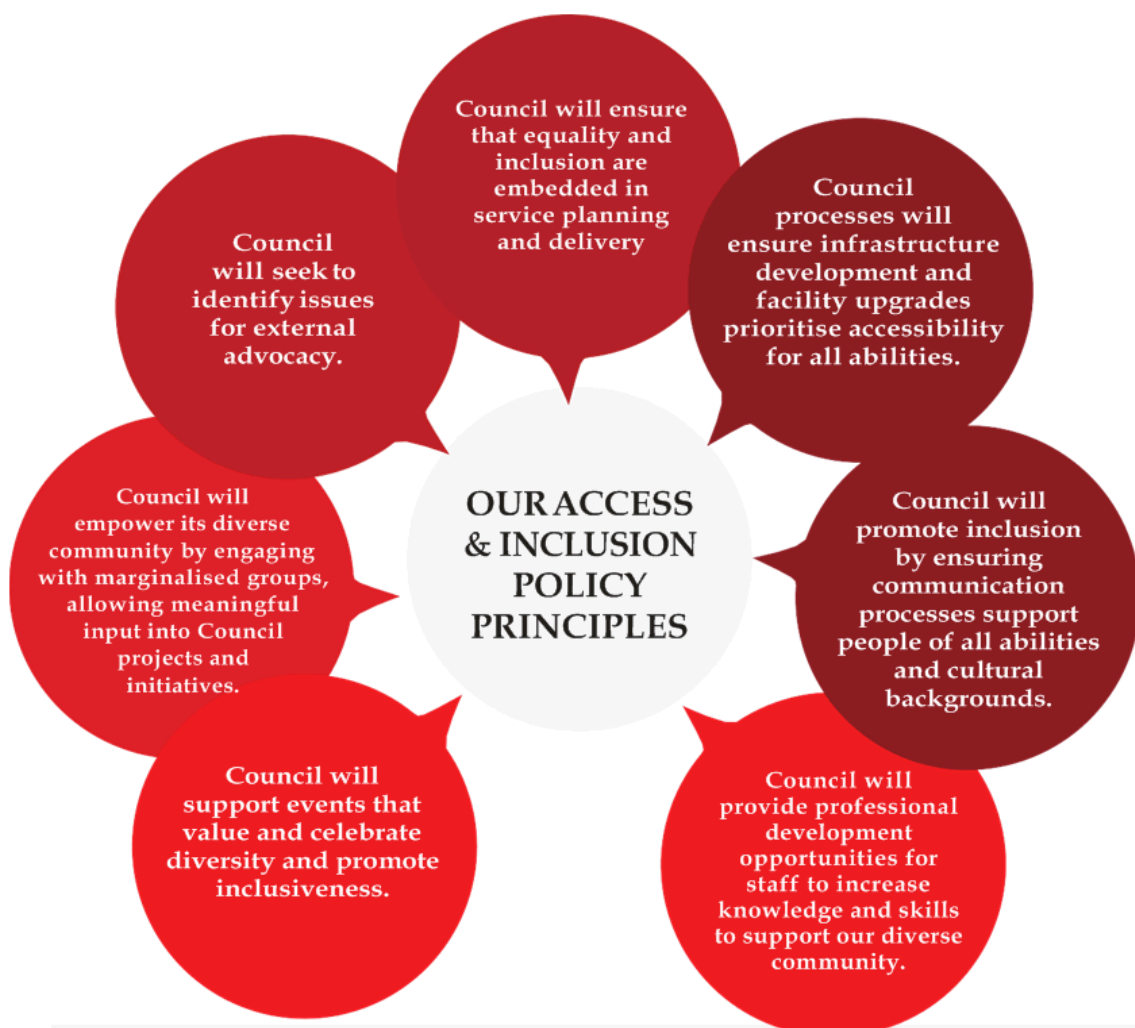 Council will ensure
that equality and
inclusion are
embedded in
service planning
and delivery
Council
processes will
ensure infrastructure
development and
facility upgrades
prioritise accessibility
for all abilities.
Council will
promote inclusion
by ensuring
communication
processes support
people of all abilities
and cultural
backgrounds.
Council will
provide professional
development
opportunities for
staff to increase
knowledge and skills
to support our diverse
community.
Council will
support events that
value and celebrate
diversity and promote
inclusiveness.
Council will
empower its diverse
community by engaging
with marginalised groups,
allowing meaningful
input into Council
projects and
initiatives.
Council
will seek to
identify issues
for external
advocacy.
OUR ACCESS
& INCLUSION
POLICY
PRINCIPLES